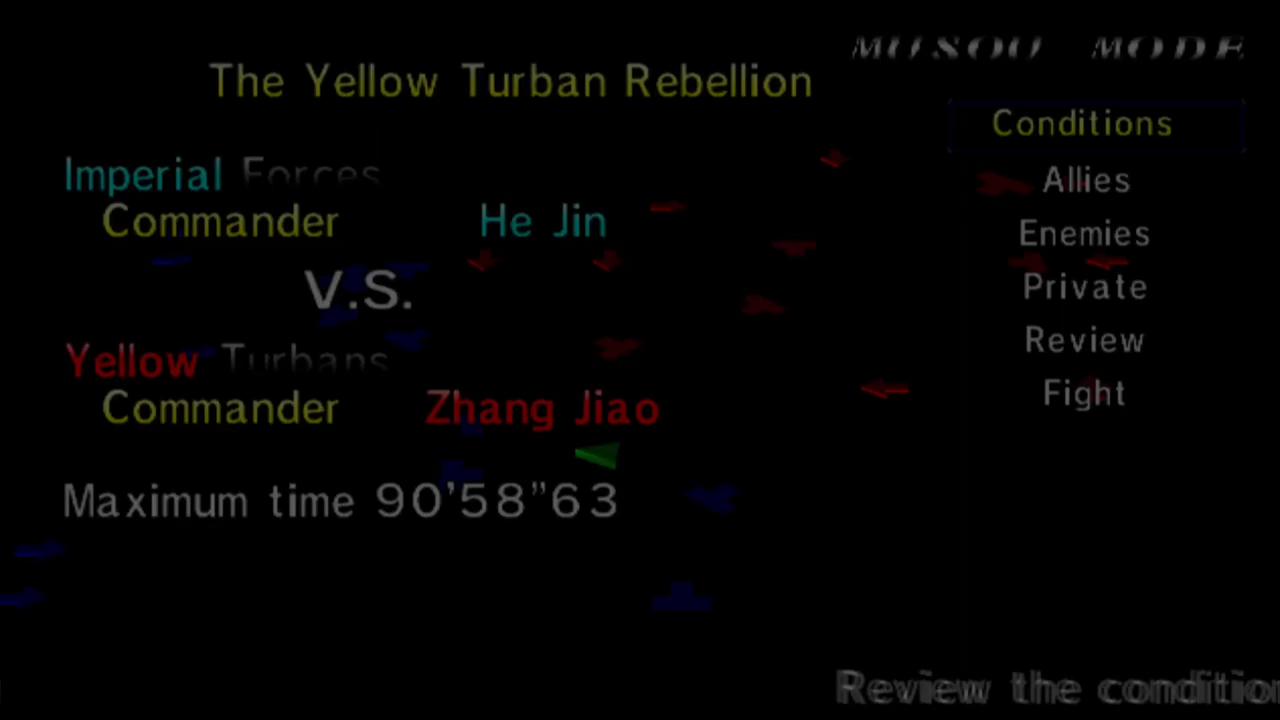 MUSOU MODE
The Yellow Turban Rebellion
Conditions
Imperial Forces
Allies
Commander He Jin
Enemies
V.S.
Private
Review
Yellow Turbans
Fight
Commander Zhang Jiao
Maximum time 90'58"63
Review the condition